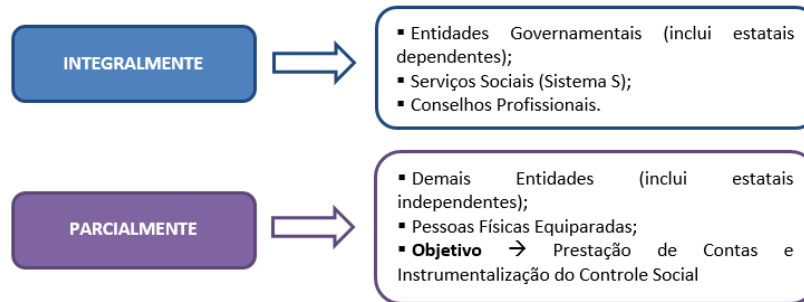 INTEGRALMENTE
▪ Entidades Governamentais (inclui estatais
dependentes);
▪ Serviços Sociais (Sistema S);
▪ Conselhos Profissionais.
PARCIALMENTE
▪ Demais Entidades (inclui estatais
independentes);
▪ Pessoas Físicas Equiparadas;
▪ Objetivo → Prestação de Contas e
Instrumentalização do Controle Social